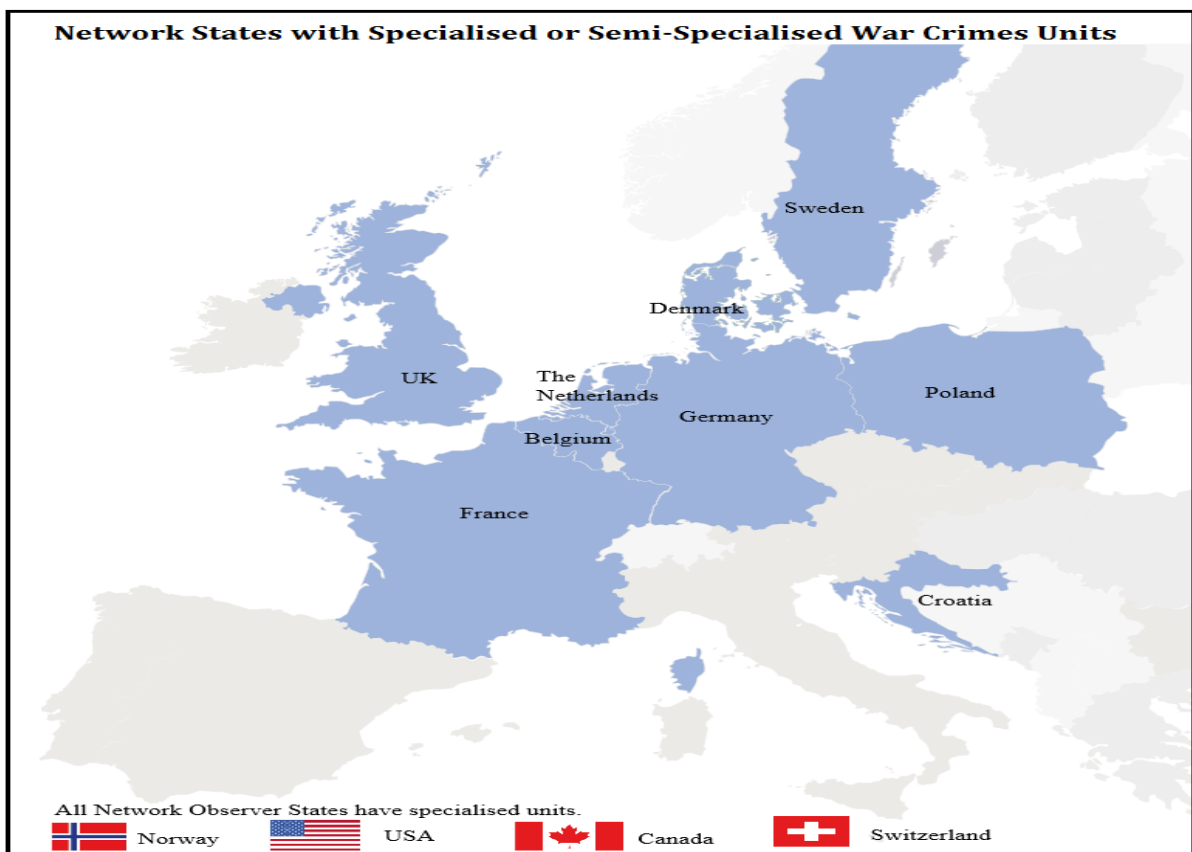 Network States with Specialised or Semi-Specialised War Crimes Units
Sweden
Denmark
UK
The
Netherlands
Poland
Germany
Belgium
France
Croatia
All Network Observer States have specialised units.
Norway
USA
Canada
Switzerland